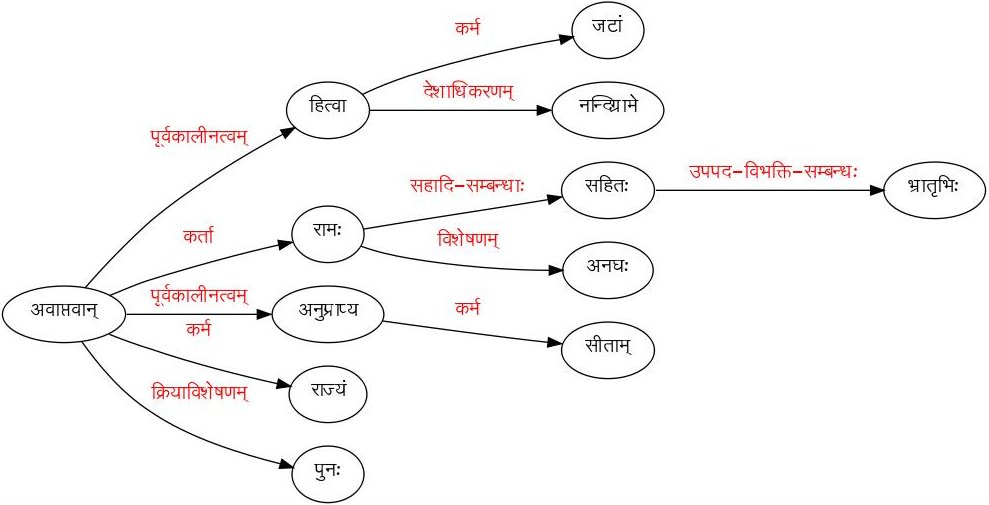 कर्म
जटां
देशाधिकरणम्
हित्वा
नन्दिग्रामे
पूर्वकालीनत्वम्
सहादि-सम्बन्धाः
सहितः
उपपद-विभक्ति-सम्बन्धः
भ्रातृभिः
कर्ता
रामः
विशेषणम्
अनघः
अवाप्तवान्
पूर्वकालीनत्वम्
अनुप्राप्य
कर्म
सीताम्
कर्म
राज्यं
क्रियाविशेषणम्
पुनः